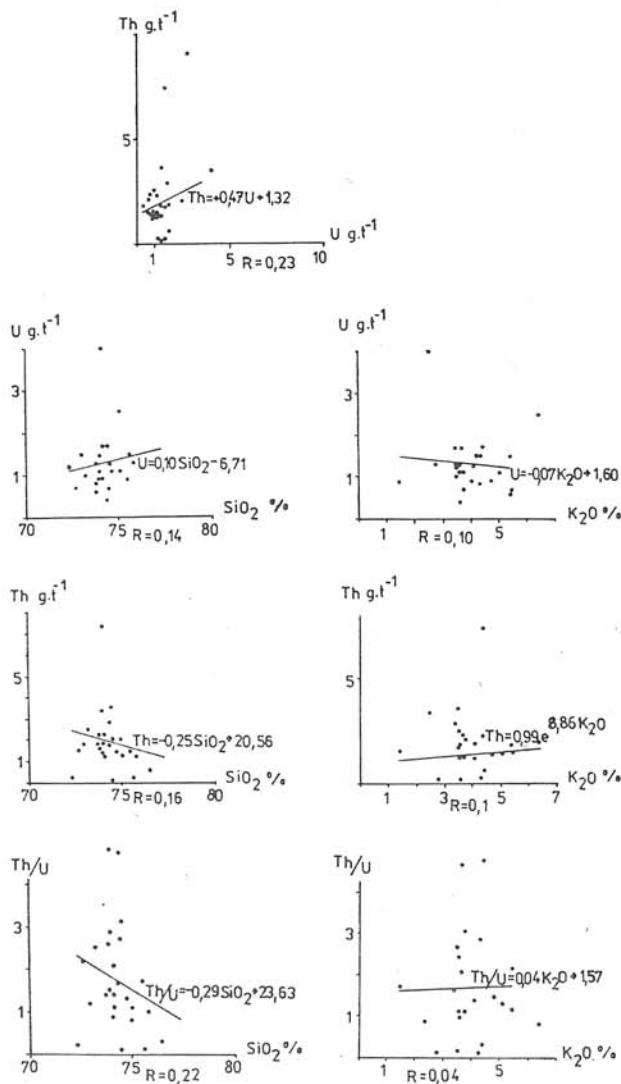 Th g.t⁻¹
5
Th=+0,47U+1,32
1 5 10
U g.t⁻¹
R=0,23
U g.t⁻¹
3
1
U=0,10SiO₂-6,71
70 75 80
SiO₂ %
R=0,14
U g.t⁻¹
3
1
U=-0,07K₂O+1,60
1 5
K₂O %
R=0,10
Th g.t⁻¹
5
1
Th=-0,25SiO₂+20,56
70 75 80
SiO₂ %
R=0,16
Th g.t⁻¹
5
1
Th=0,99e 8,86K₂O
1 3 5 7
K₂O %
R=0,1
Th/U
3
1
Th/U=-0,29SiO₂+23,63
70 75 80
SiO₂ %
R=0,22
Th/U
3
1
Th/U=0,04K₂O+1,57
1 5
K₂O %
R=0,04